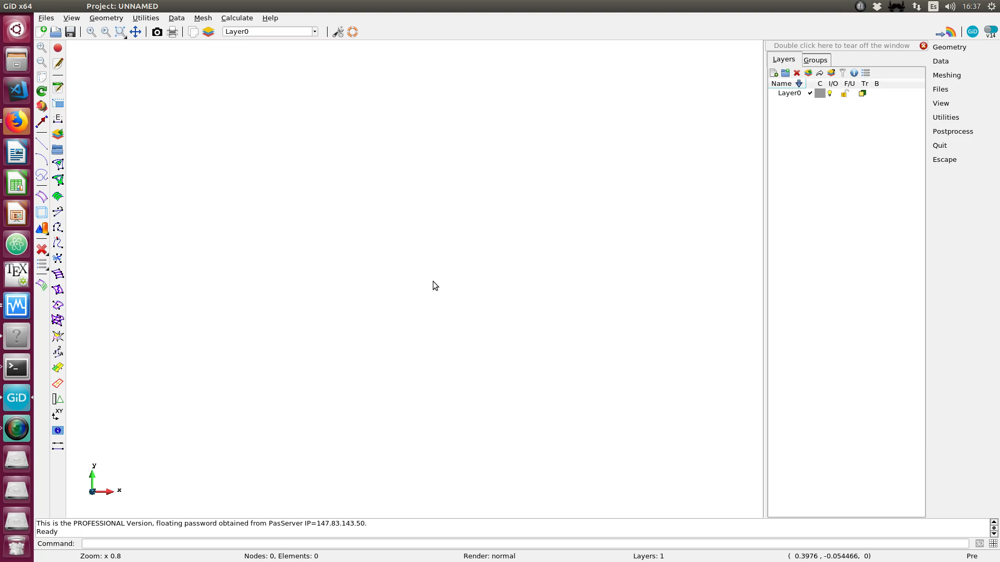 GiD x64 Project: UNNAMED Es 16:37
Files View Geometry Utilities Data Mesh Calculate Help
Layer0
GiD v14
Double click here to tear off the window
Geometry
Layers Groups
Data
Meshing
Name C I/O F/U Tr B
Files
Layer0
View
Utilities
Postprocess
Quit
Escape
E
TEX
2
GiD
XY
y
z x
This is the PROFESSIONAL Version, floating password obtained from PasServer IP=147.83.143.50.
Ready
Command: 3D
Zoom: x 0.8 Nodes: 0, Elements: 0 Render: normal Layers: 1 ( 0.3976 , -0.054466, 0) Pre